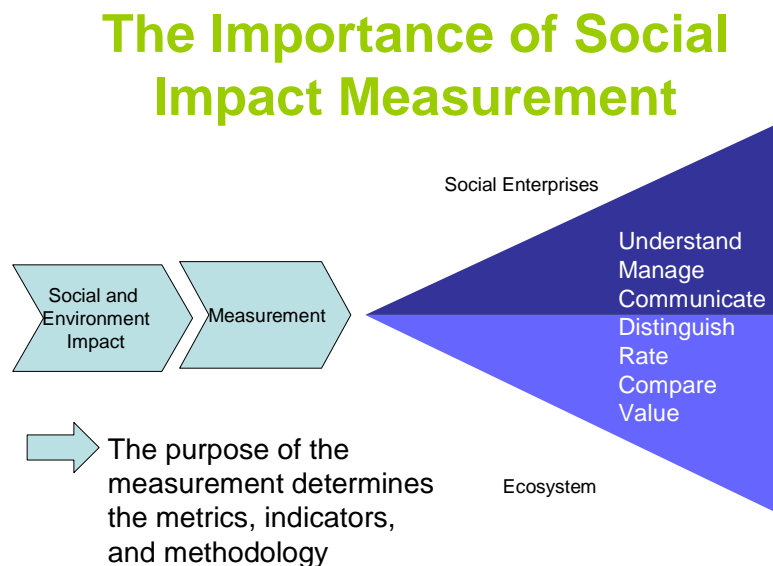 The Importance of Social
Impact Measurement
Social Enterprises
Understand
Manage
Communicate
Distinguish
Rate
Compare
Value
Social and
Environment
Impact
Measurement
The purpose of the
measurement determines
the metrics, indicators,
and methodology
Ecosystem